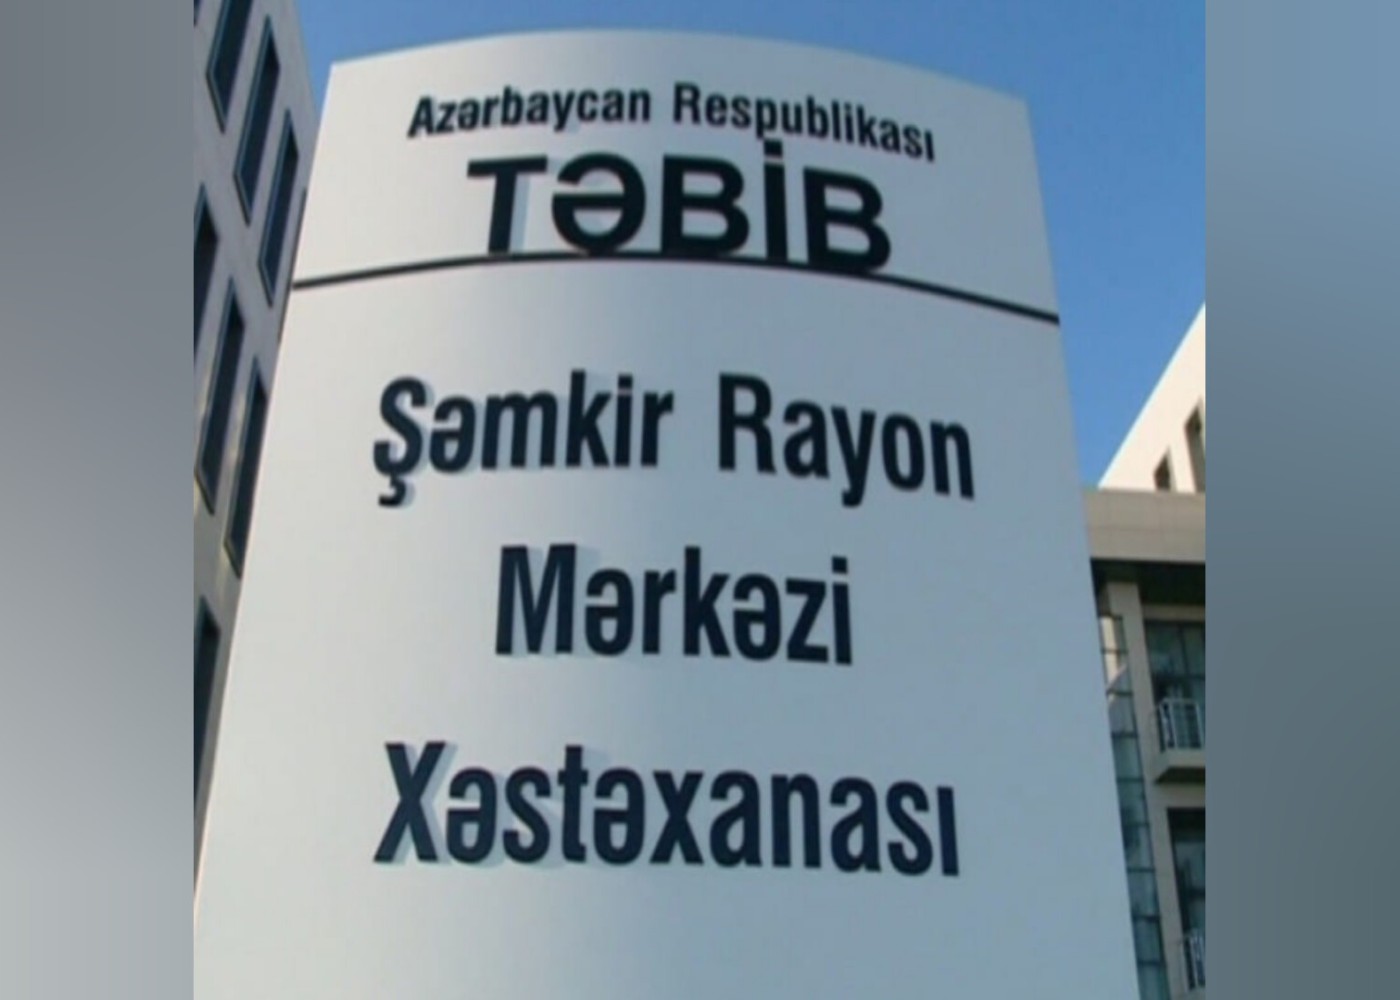 Azərbaycan Respublikası
TƏBİB
Şəmkir Rayon
Mərkəzi
Xəstəxanası